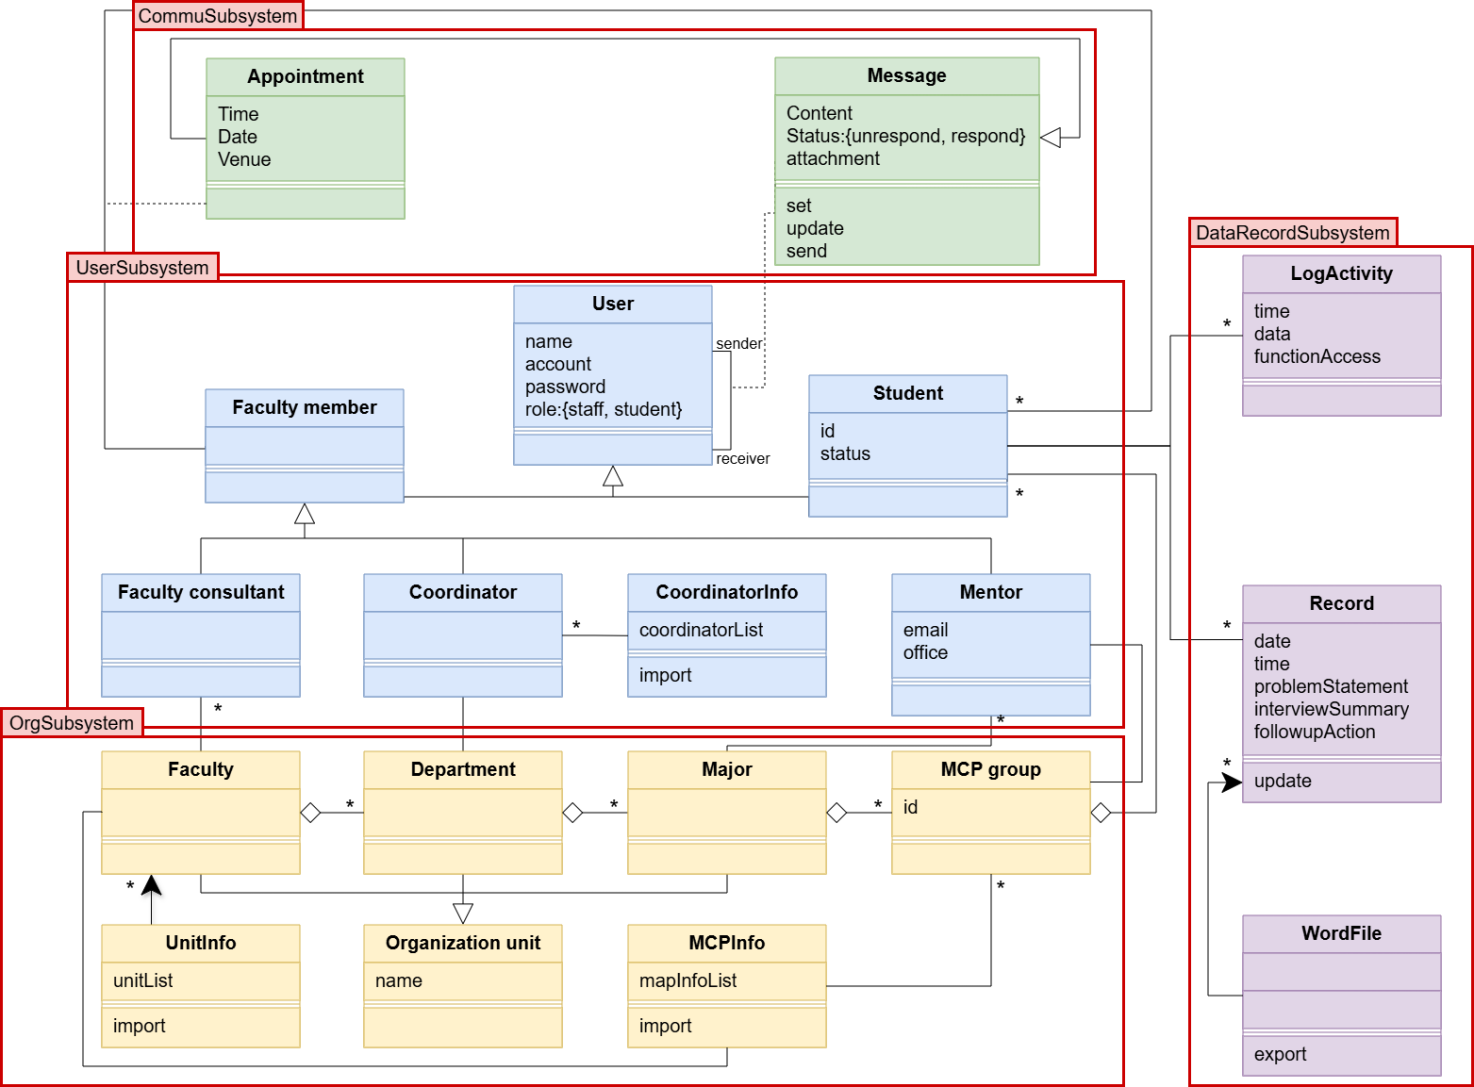 CommuSubsystem
Appointment
Time
Date
Venue
Message
Content
Status:{unrespond, respond}
attachment
set
update
send
UserSubsystem
User
name
account
password
role:{staff, student}
sender
receiver
Faculty member
Student
id
status
*
*
Faculty consultant
*
Coordinator
*
CoordinatorInfo
coordinatorList
import
Mentor
email
office
*
OrgSubsystem
Faculty
*
Department
*
Major
*
MCP group
id
*
*
UnitInfo
unitList
import
Organization unit
name
MCPInfo
mapInfoList
import
DataRecordSubsystem
LogActivity
time
data
functionAccess
*
Record
date
time
problemStatement
interviewSummary
followupAction
update
*
*
WordFile
export